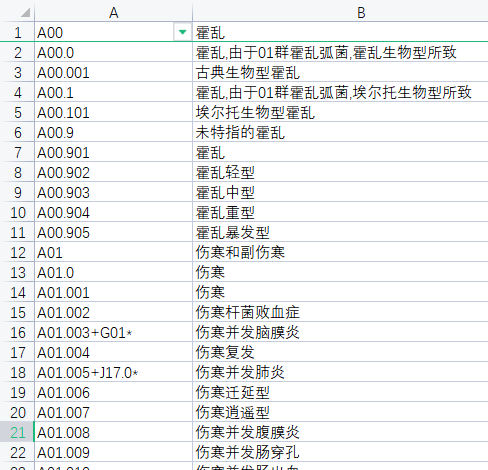 A B
1 A00 霍乱
2 A00.0 霍乱,由于01群霍乱弧菌,霍乱生物型所致
3 A00.001 古典生物型霍乱
4 A00.1 霍乱,由于01群霍乱弧菌,埃尔托生物型所致
5 A00.101 埃尔托生物型霍乱
6 A00.9 未特指的霍乱
7 A00.901 霍乱
8 A00.902 霍乱轻型
9 A00.903 霍乱中型
10 A00.904 霍乱重型
11 A00.905 霍乱暴发型
12 A01 伤寒和副伤寒
13 A01.0 伤寒
14 A01.001 伤寒
15 A01.002 伤寒杆菌败血症
16 A01.003+G01* 伤寒并发脑膜炎
17 A01.004 伤寒复发
18 A01.005+J17.0* 伤寒并发肺炎
19 A01.006 伤寒迁延型
20 A01.007 伤寒逍遥型
21 A01.008 伤寒并发腹膜炎
22 A01.009 伤寒并发肠穿孔